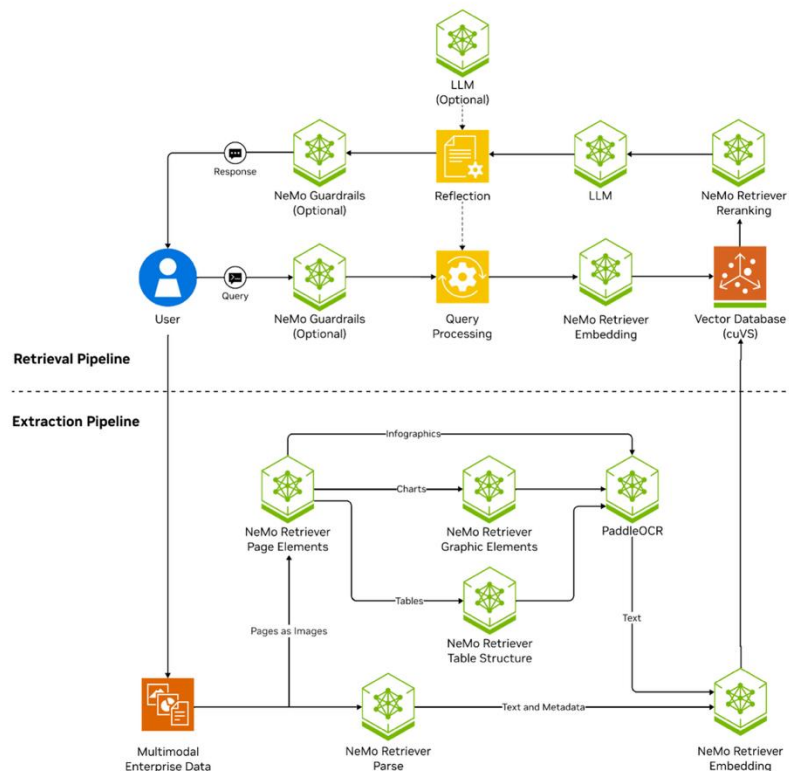 LLM
(Optional)
Response
NeMo Guardrails
(Optional)
Reflection
LLM
NeMo Retriever
Reranking
User
Query
NeMo Guardrails
(Optional)
Query
Processing
NeMo Retriever
Embedding
Vector Database
(cuVS)
Retrieval Pipeline
Extraction Pipeline
Infographics
Charts
NeMo Retriever
Page Elements
NeMo Retriever
Graphic Elements
PaddleOCR
Tables
NeMo Retriever
Table Structure
Text
Pages as Images
Text and Metadata
Multimodal
Enterprise Data
NeMo Retriever
Parse
NeMo Retriever
Embedding